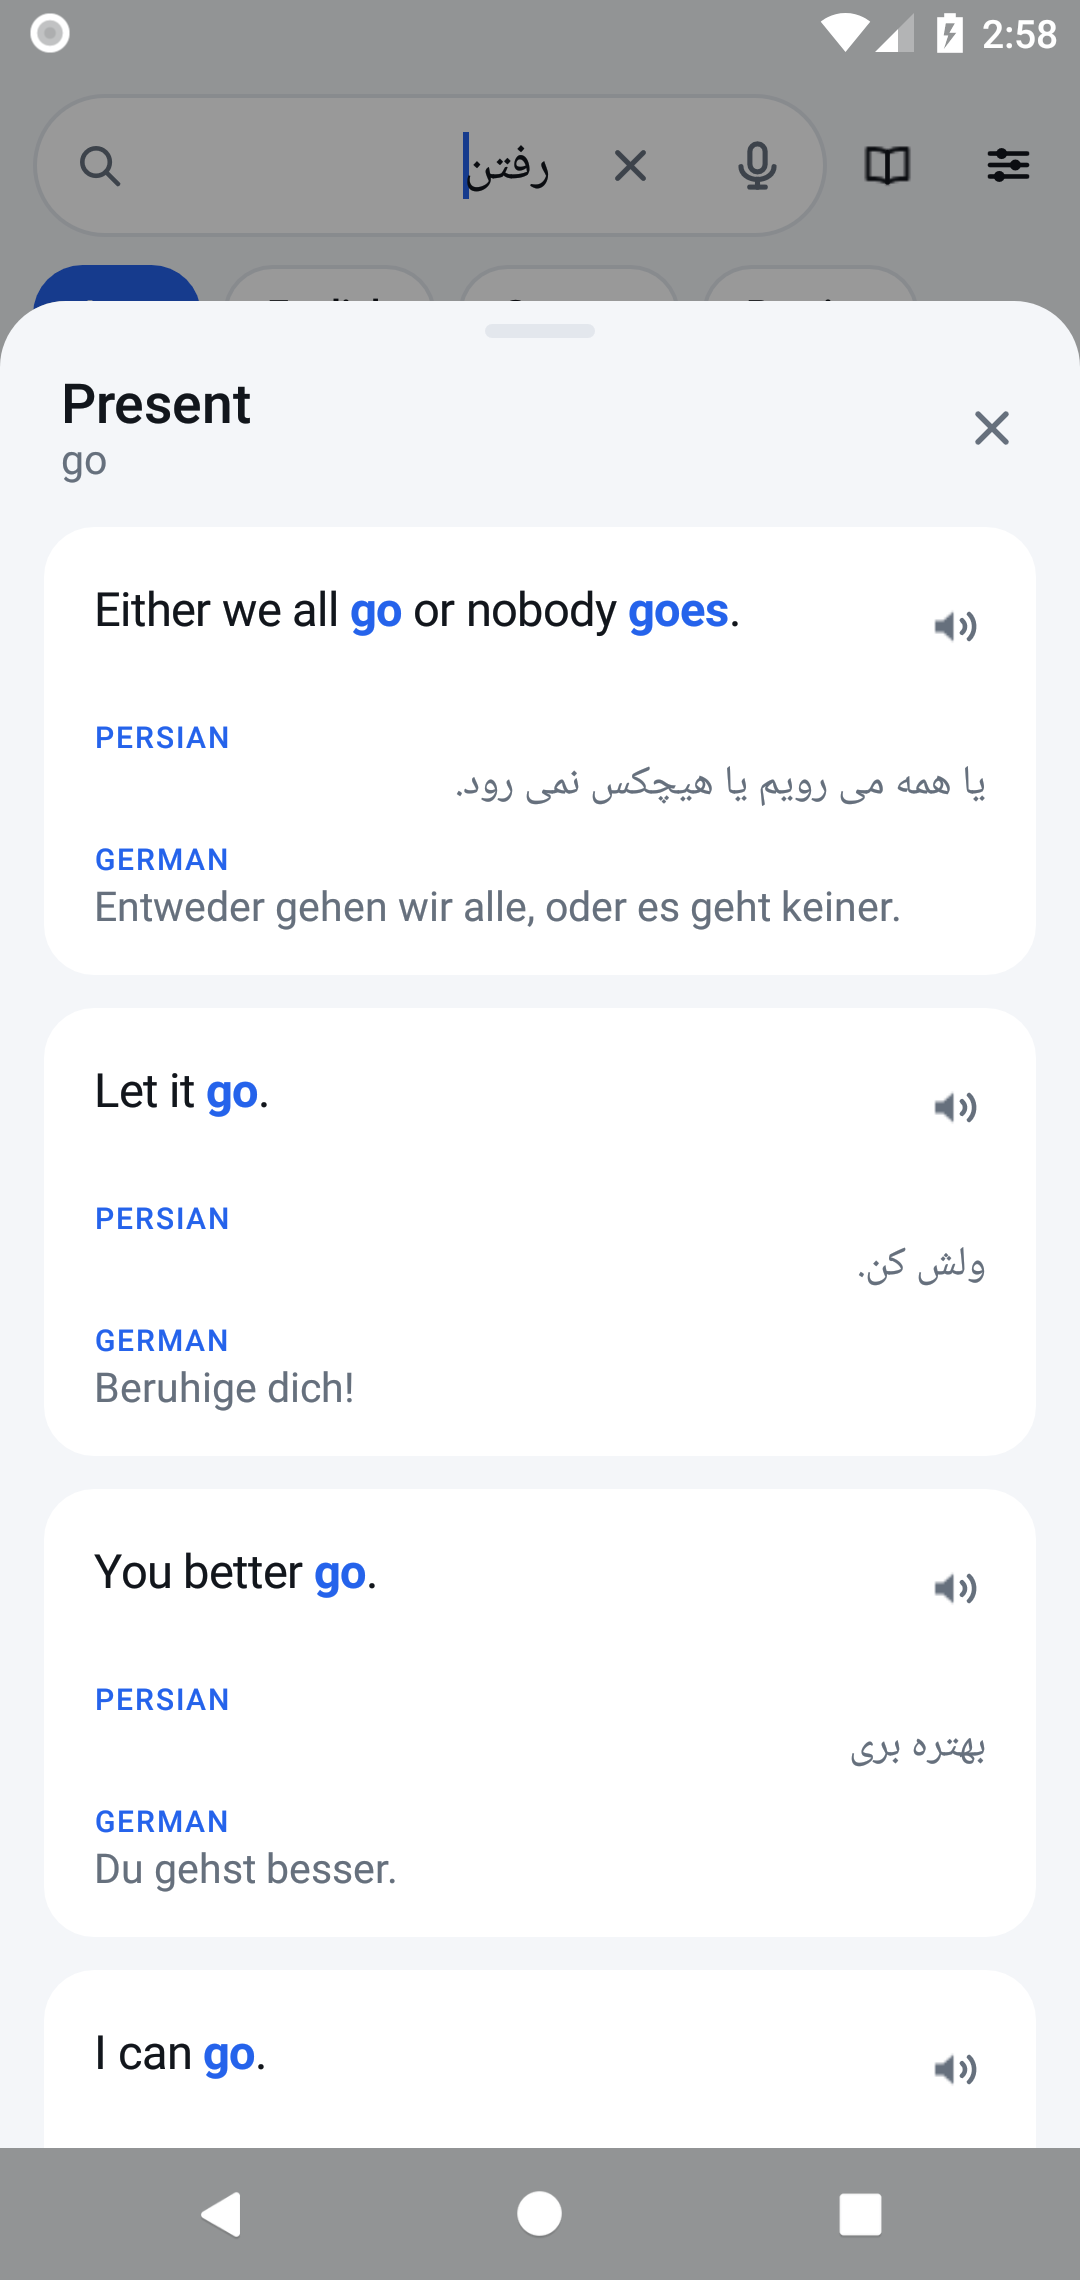 2:58
رفتن
Present
go
Either we all go or nobody goes.
PERSIAN
یا همه می رویم یا هیچکس نمی رود.
GERMAN
Entweder gehen wir alle, oder es geht keiner.
Let it go.
PERSIAN
ولش کن.
GERMAN
Beruhige dich!
You better go.
PERSIAN
بهتره بری
GERMAN
Du gehst besser.
I can go.